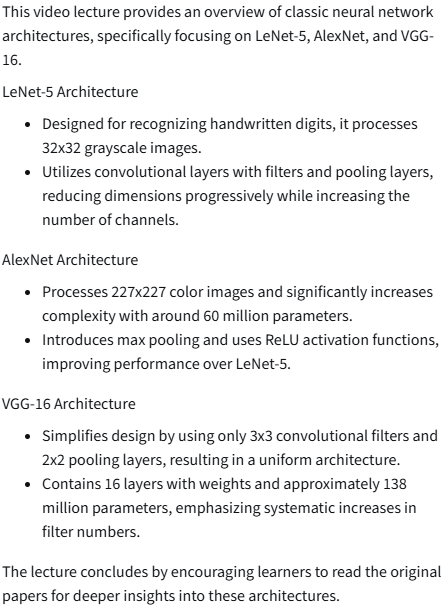 This video lecture provides an overview of classic neural network
architectures, specifically focusing on LeNet-5, AlexNet, and VGG-
16.
LeNet-5 Architecture
• Designed for recognizing handwritten digits, it processes
32x32 grayscale images.
• Utilizes convolutional layers with filters and pooling layers,
reducing dimensions progressively while increasing the
number of channels.
AlexNet Architecture
• Processes 227x227 color images and significantly increases
complexity with around 60 million parameters.
• Introduces max pooling and uses ReLU activation functions,
improving performance over LeNet-5.
VGG-16 Architecture
• Simplifies design by using only 3x3 convolutional filters and
2x2 pooling layers, resulting in a uniform architecture.
• Contains 16 layers with weights and approximately 138
million parameters, emphasizing systematic increases in
filter numbers.
The lecture concludes by encouraging learners to read the original
papers for deeper insights into these architectures.